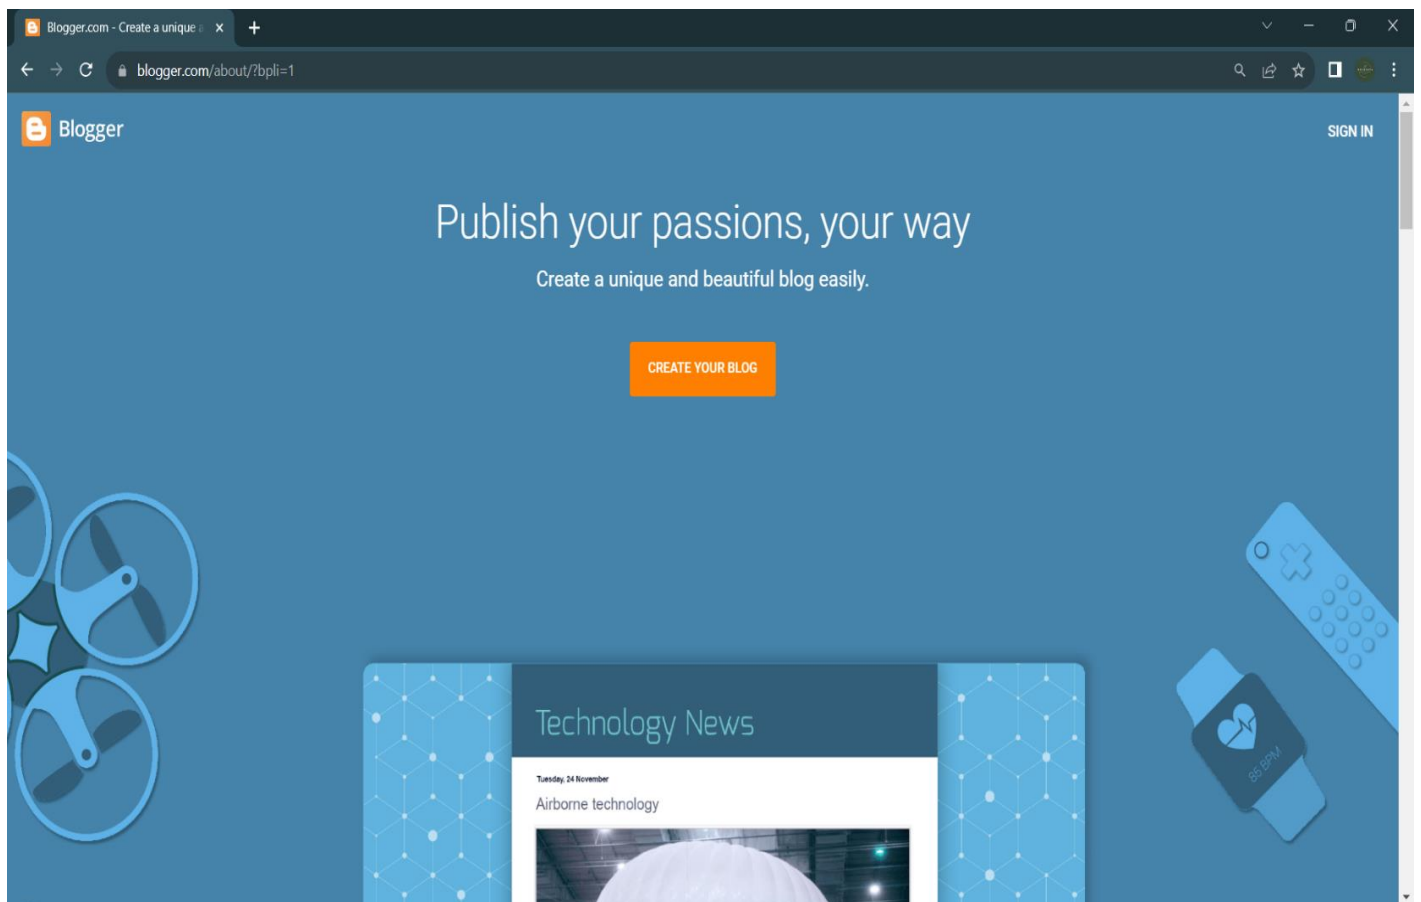 Blogger.com - Create a unique a
blogger.com/about/?bpli=1
Blogger
SIGN IN
Publish your passions, your way
Create a unique and beautiful blog easily.
CREATE YOUR BLOG
Technology News
Tuesday, 24 November
Airborne technology
85 BPM